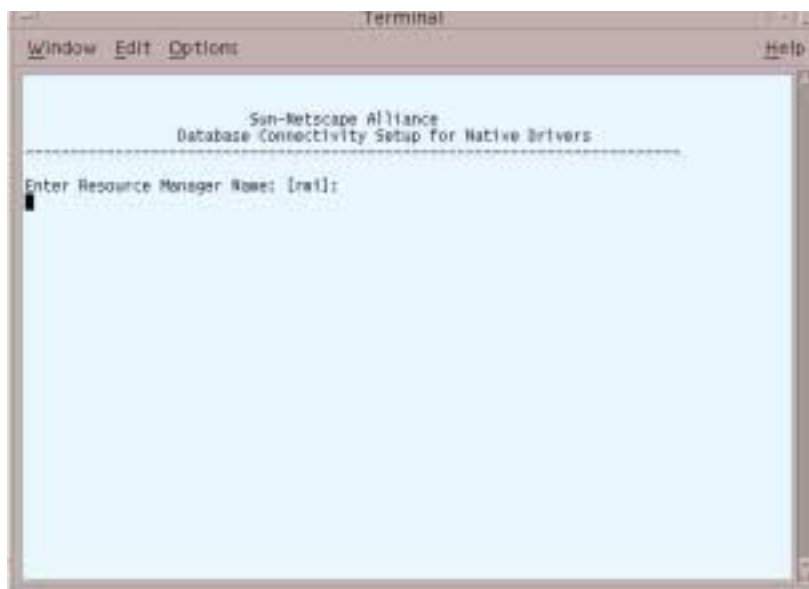 Terminal
Window Edit Options Help
Sun-Netscape Alliance
Database Connectivity Setup for Native Drivers
--------------------------------------------------------------------------
Enter Resource Manager Name: [rm1]: